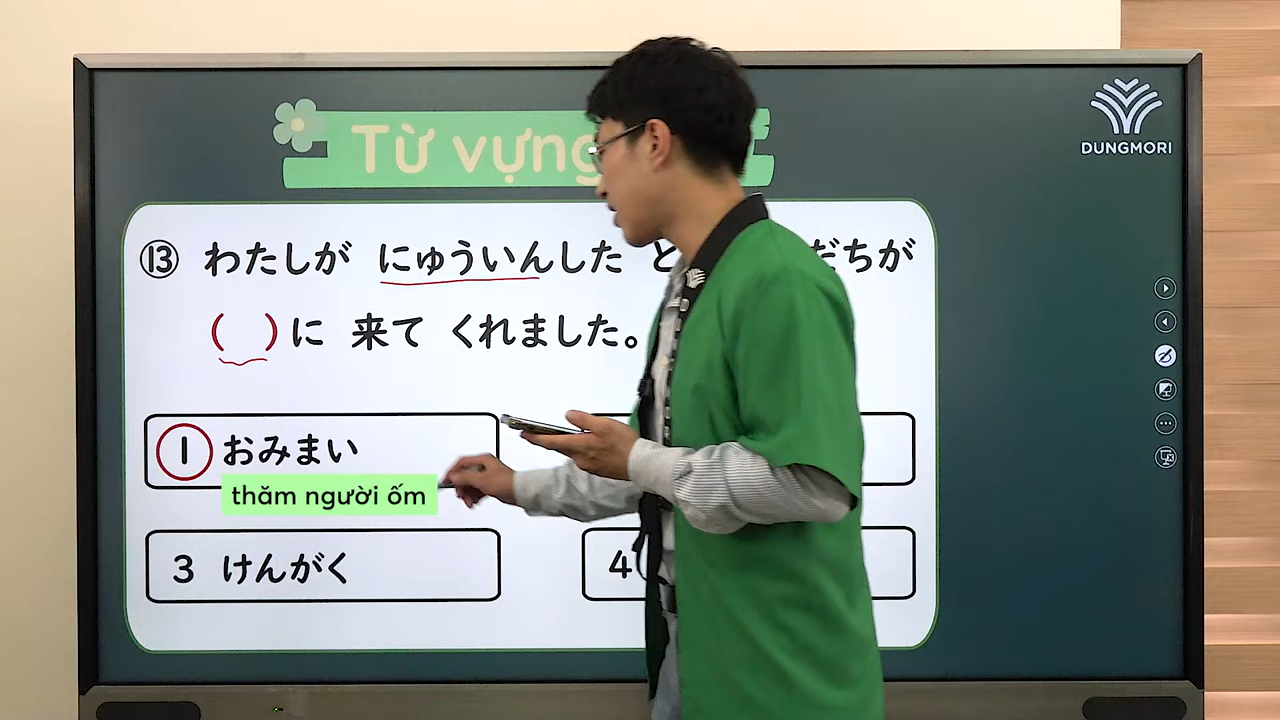 Từ vựng
DUNGMORI
⑬ わたしが にゅういんした と だちが
( )に 来て くれました。
1 おみまい
thăm người ốm
3 けんがく
4